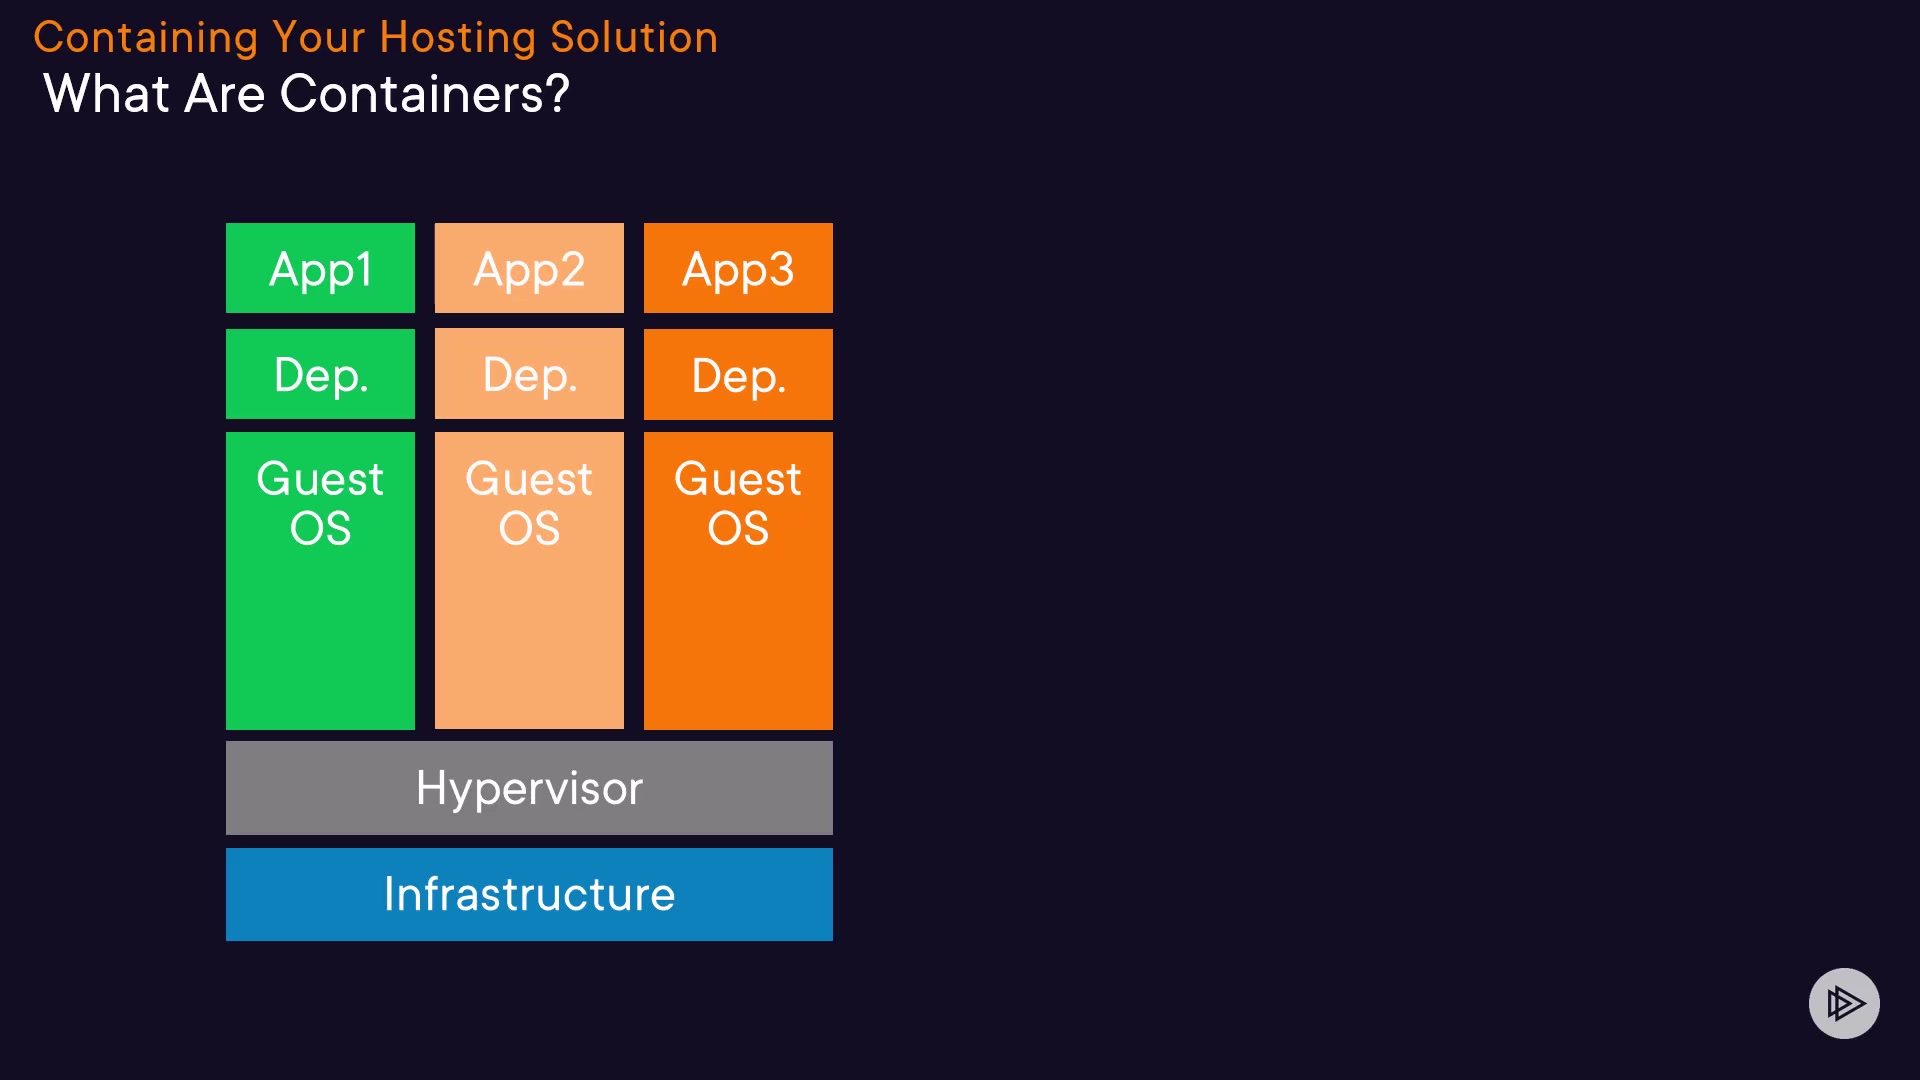 Containing Your Hosting Solution
What Are Containers?
App1 App2 App3
Dep. Dep. Dep.
Guest Guest Guest
OS OS OS
Hypervisor
Infrastructure